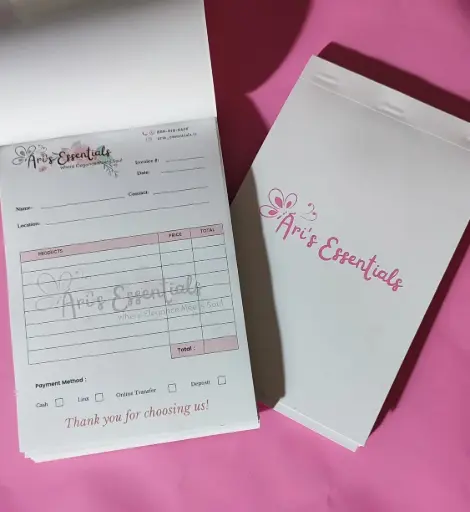 Ari's Essentials
where Elegance Meets Soul
Invoice #:
Date:
Name:
Contact:
Location:
PRODUCTS PRICE TOTAL
Ari's Essentials
where Elegance Meets Soul
Total :
Payment Method :
Cash Linx Online Transfer Deposit
Thank you for choosing us!
Ari's Essentials